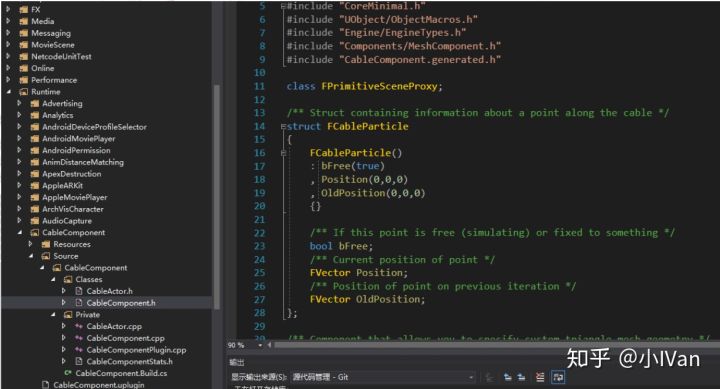 FX
Media
Messaging
MovieScene
NetcodeUnitTest
Online
Performance
Runtime
Advertising
Analytics
AndroidDeviceProfileSelector
AndroidMoviePlayer
AndroidPermission
AnimDistanceMatching
ApexDestruction
AppleARKit
AppleMoviePlayer
ArchVisCharacter
AudioCapture
CableComponent
Resources
Source
CableComponent
Classes
CableActor.h
CableComponent.h
Private
CableActor.cpp
CableComponent.cpp
CableComponentPlugin.cpp
CableComponentStats.h
CableComponent.Build.cs
CableComponent.uplugin
5 #include "CoreMinimal.h"
6 #include "UObject/ObjectMacros.h"
7 #include "Engine/EngineTypes.h"
8 #include "Components/MeshComponent.h"
9 #include "CableComponent.generated.h"
10
11 class FPrimitiveSceneProxy;
12
13 /** Struct containing information about a point along the cable */
14 struct FCableParticle
15 {
16 FCableParticle()
17 : bFree(true)
18 , Position(0,0,0)
19 , OldPosition(0,0,0)
20 {}
21
22 /** If this point is free (simulating) or fixed to something */
23 bool bFree;
24 /** Current position of point */
25 FVector Position;
26 /** Position of point on previous iteration */
27 FVector OldPosition;
28 };
29
30 /** Component that allows you to specify custom triangle mesh geometry */
90 %
输出
显示输出来源(S): 源代码管理 - Git
知乎 @小IVan